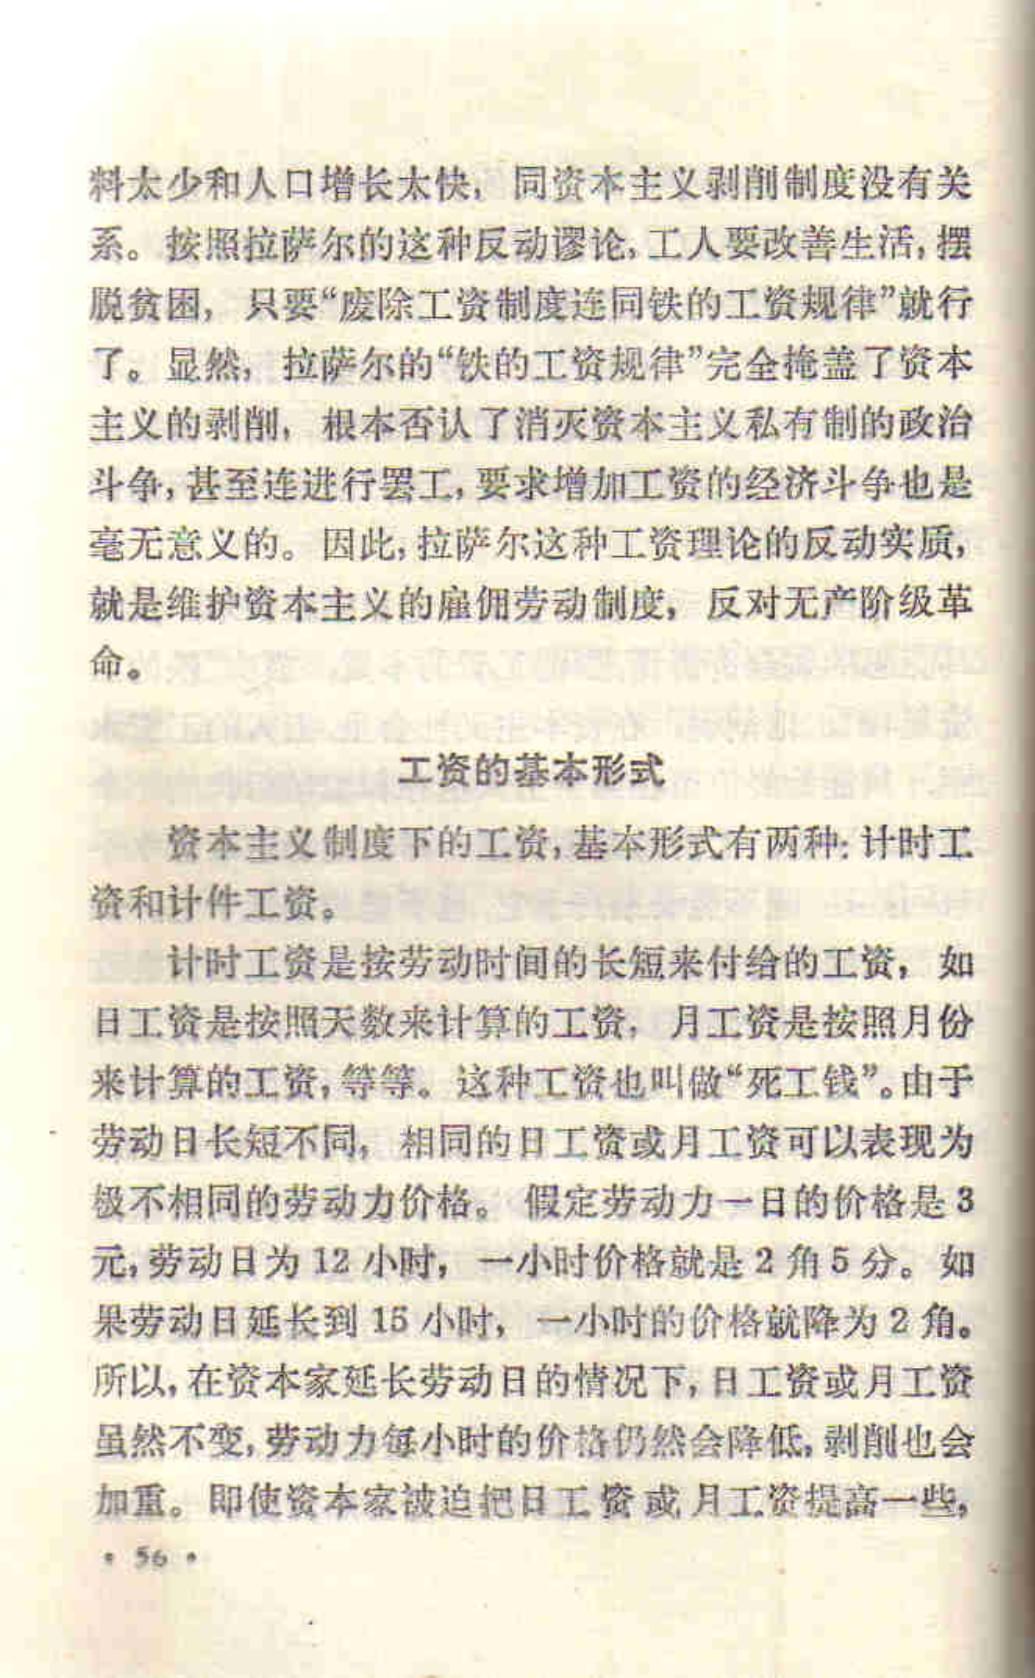 料太少和人口增长太快，同资本主义剥削制度没有关
系。按照拉萨尔的这种反动谬论，工人要改善生活，摆
脱贫困，只要“废除工资制度连同铁的工资规律”就行
了。显然，拉萨尔的“铁的工资规律”完全掩盖了资本
主义的剥削，根本否认了消灭资本主义私有制的政治
斗争，甚至连进行罢工，要求增加工资的经济斗争也是
毫无意义的。因此，拉萨尔这种工资理论的反动实质，
就是维护资本主义的雇佣劳动制度，反对无产阶级革
命。
工资的基本形式
资本主义制度下的工资，基本形式有两种：计时工
资和计件工资。
计时工资是按劳动时间的长短来付给的工资，如
日工资是按照天数来计算的工资，月工资是按照月份
来计算的工资，等等。这种工资也叫做“死工钱”。由于
劳动日长短不同，相同的日工资或月工资可以表现为
极不相同的劳动力价格。假定劳动力一日的价格是3
元，劳动日为12小时，一小时价格就是2角5分。如
果劳动日延长到15小时，一小时的价格就降为2角。
所以，在资本家延长劳动日的情况下，日工资或月工资
虽然不变，劳动力每小时的价格仍然会降低，剥削也会
加重。即使资本家被迫把日工资或月工资提高一些，
• 56 •